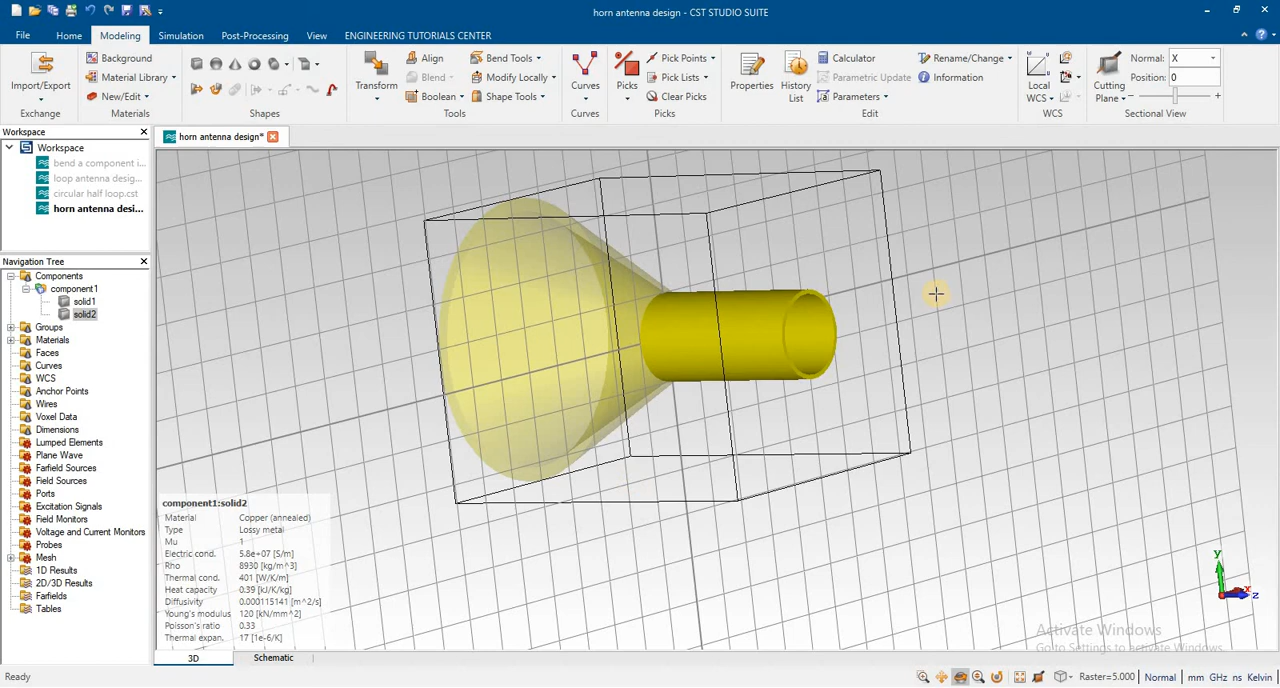 horn antenna design - CST STUDIO SUITE
File Home Modeling Simulation Post-Processing View ENGINEERING TUTORIALS CENTER
Import/Export
Exchange
Background
Material Library
New/Edit
Materials
Shapes
Transform
Align
Blend
Boolean
Bend Tools
Modify Locally
Shape Tools
Tools
Curves
Curves
Picks
Pick Points
Pick Lists
Clear Picks
Picks
Properties
History List
Calculator
Parametric Update
Parameters
Rename/Change
Information
Edit
Local WCS
WCS
Cutting Plane
Normal: X
Position: 0
Sectional View
Workspace
Workspace
bend a component i...
loop antenna desig...
circular half loop.cst
horn antenna desi...
horn antenna design*
Navigation Tree
Components
component1
solid1
solid2
Groups
Materials
Faces
Curves
WCS
Anchor Points
Wires
Voxel Data
Dimensions
Lumped Elements
Plane Wave
Farfield Sources
Field Sources
Ports
Excitation Signals
Field Monitors
Voltage and Current Monitors
Probes
Mesh
1D Results
2D/3D Results
Farfields
Tables
component1:solid2
Material Copper (annealed)
Type Lossy metal
Mu 1
Electric cond. 5.8e+07 [S/m]
Rho 8930 [kg/m^3]
Thermal cond. 401 [W/K/m]
Heat capacity 0.39 [kJ/K/kg]
Diffusivity 0.000115141 [m^2/s]
Young's modulus 120 [kN/mm^2]
Poisson's ratio 0.33
Thermal expan. 17 [1e-6/K]
y
x
z
Activate Windows
Go to Settings to activate Windows.
3D Schematic
Ready
Raster=5.000 Normal mm GHz ns Kelvin